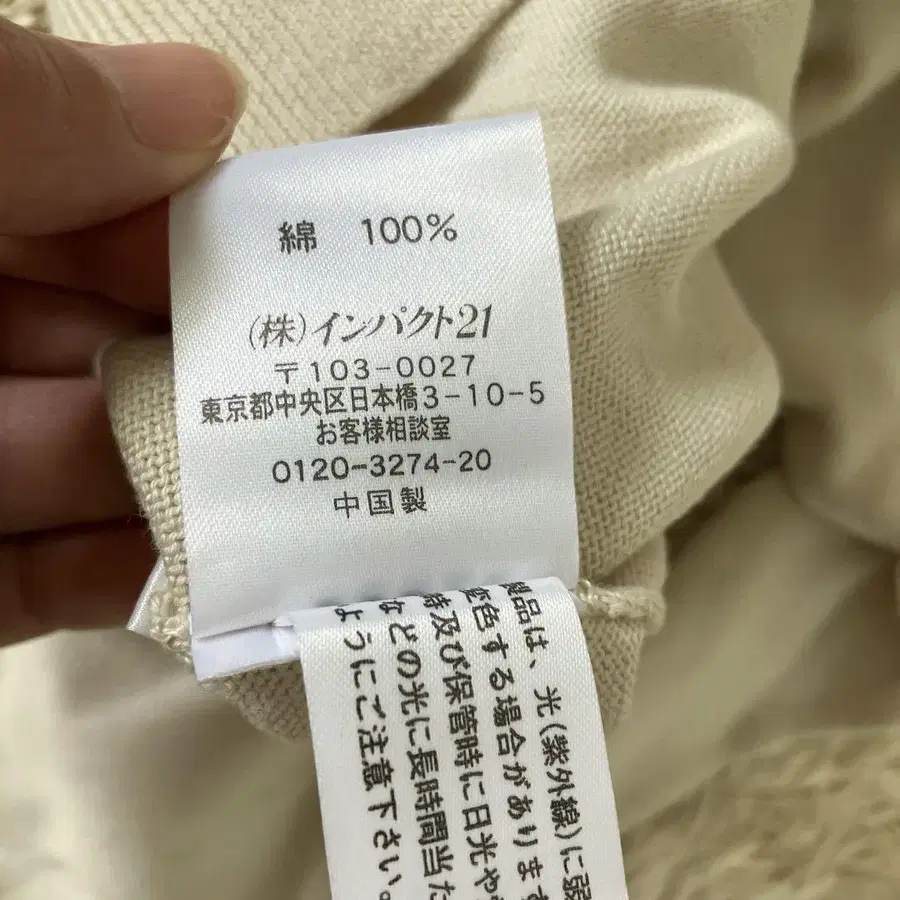 綿 100%
(株)インパクト21
〒103-0027
東京都中央区日本橋3-10-5
お客様相談室
0120-3274-20
中国製
製品は、光(紫外線)に弱
変色する場合があります
時及び保管時に日光や
などの光に長時間当た
ようにご注意下さい。